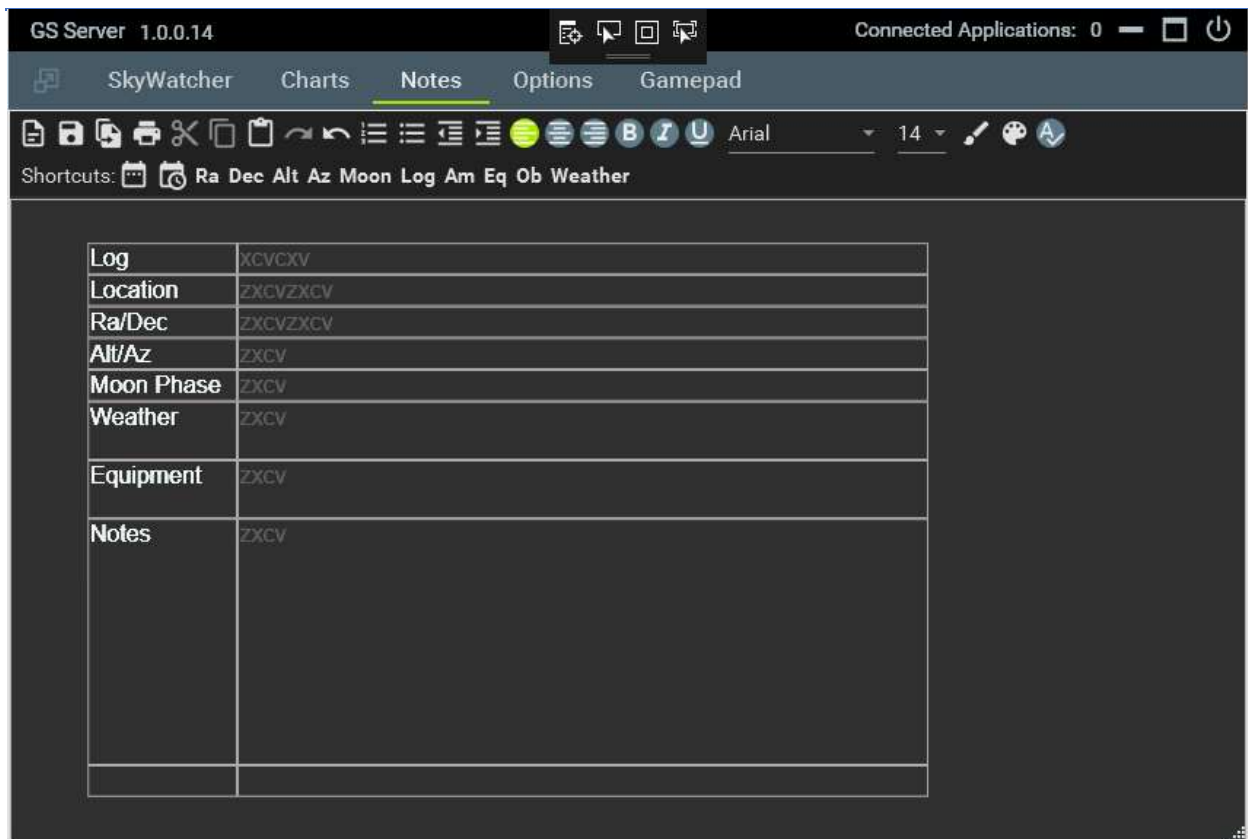 GS Server 1.0.0.14 Connected Applications: 0
SkyWatcher Charts Notes Options Gamepad
B I U Arial 14 A
Shortcuts: Ra Dec Alt Az Moon Log Am Eq Ob Weather
Log xcvcxv
Location zxcvzxcv
Ra/Dec zxcvzxcv
Alt/Az zxcv
Moon Phase zxcv
Weather zxcv
Equipment zxcv
Notes zxcv